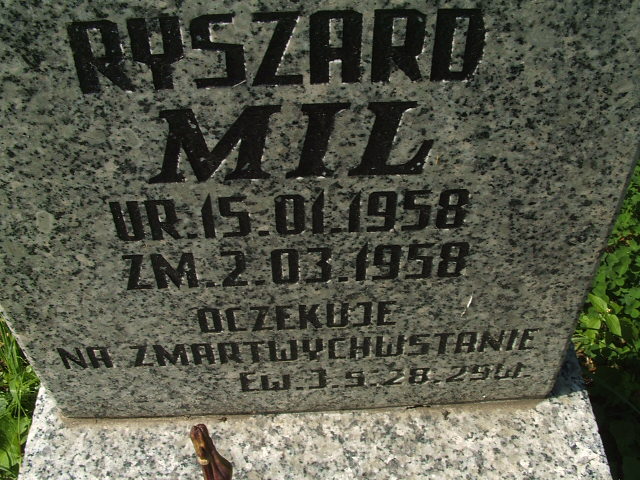 RYSZARD
MIL
UR.15.01.1958
ZM.2.03.1958
OCZEKUJE
NA ZMARTWYCHWSTANIE
EW.J 5.28.29W